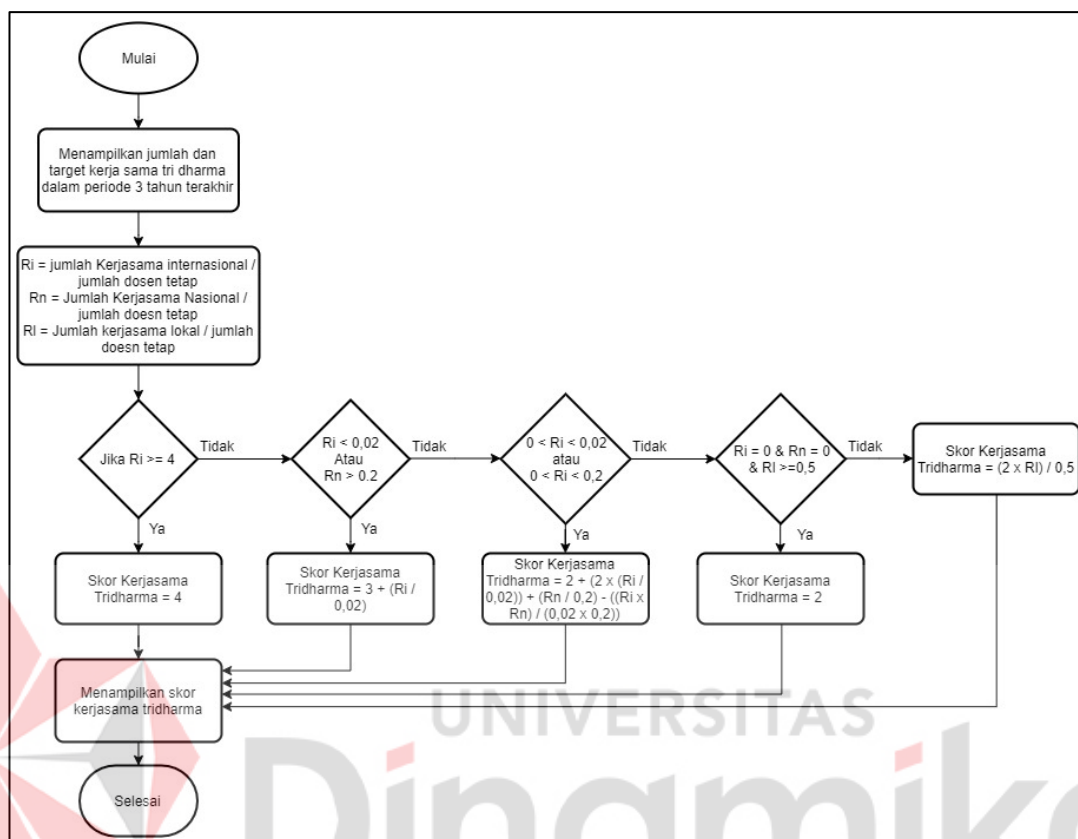 Mulai
Menampilkan jumlah dan
target kerja sama tri dharma
dalam periode 3 tahun terakhir
Ri = jumlah Kerjasama internasional /
jumlah dosen tetap
Rn = Jumlah Kerjasama Nasional /
jumlah doesn tetap
Rl = Jumlah kerjasama lokal / jumlah
doesn tetap
Jika Ri >= 4
Tidak
Ri < 0,02
Atau
Rn > 0.2
Tidak
0 < Ri < 0,02
atau
0 < Ri < 0,2
Tidak
Ri = 0 & Rn = 0
& Rl >=0,5
Tidak
Skor Kerjasama
Tridharma = (2 x Rl) / 0,5
Ya
Ya
Ya
Ya
Skor Kerjasama
Tridharma = 4
Skor Kerjasama
Tridharma = 3 + (Ri /
0,02)
Skor Kerjasama
Tridharma = 2 + (2 x (Ri /
0,02)) + (Rn / 0,2) - ((Ri x
Rn) / (0,02 x 0,2))
Skor Kerjasama
Tridharma = 2
Menampilkan skor
kerjasama tridharma
Selesai
UNIVERSITAS
Dinamika